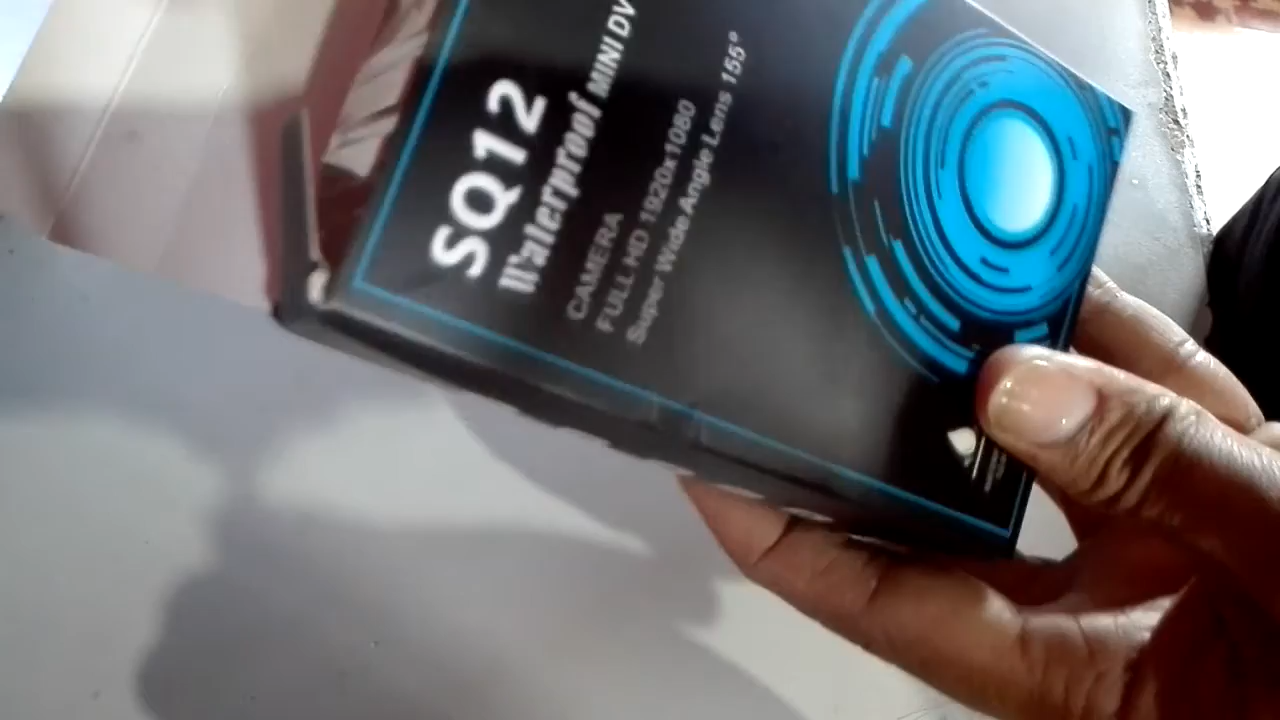 SQ12
Waterproof MINI DV
CAMERA
FULL HD 1920x1080
Super Wide Angle Lens 155°